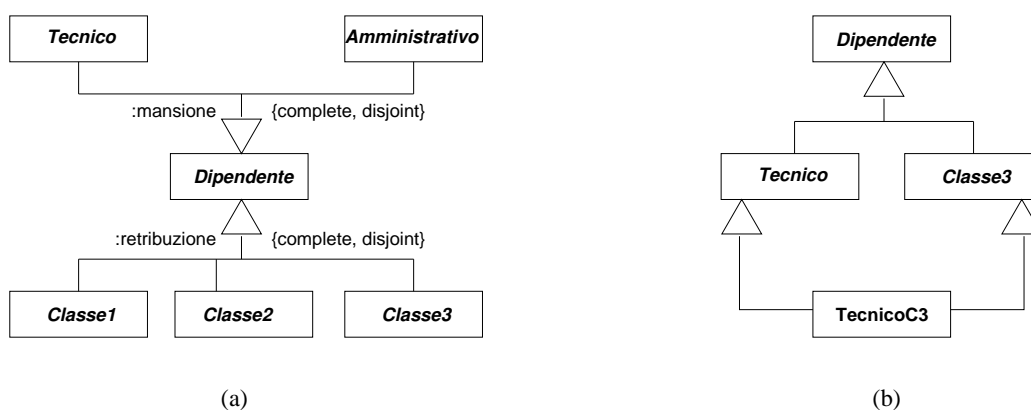 Tecnico
Amministrativo
:mansione
{complete, disjoint}
Dipendente
:retribuzione
{complete, disjoint}
Classe1
Classe2
Classe3
(a)
Dipendente
Tecnico
Classe3
TecnicoC3
(b)